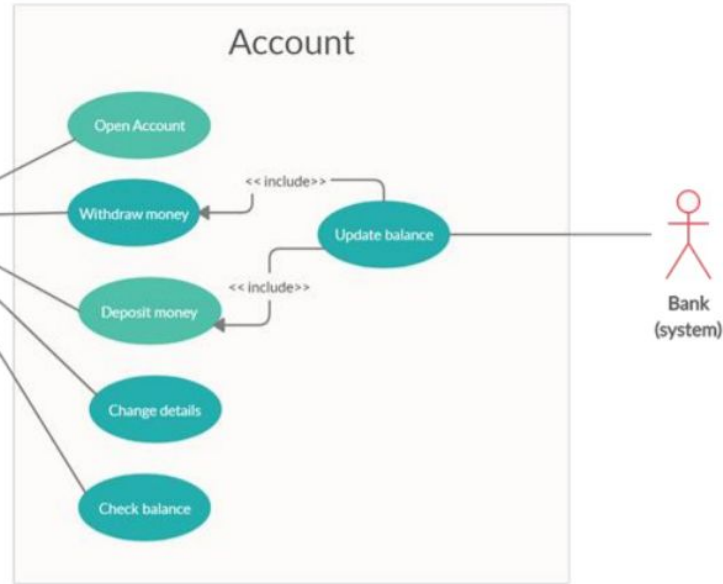 Account
Open Account
<< include>>
Withdraw money
Update balance
<< include>>
Deposit money
Bank
(system)
Change details
Check balance